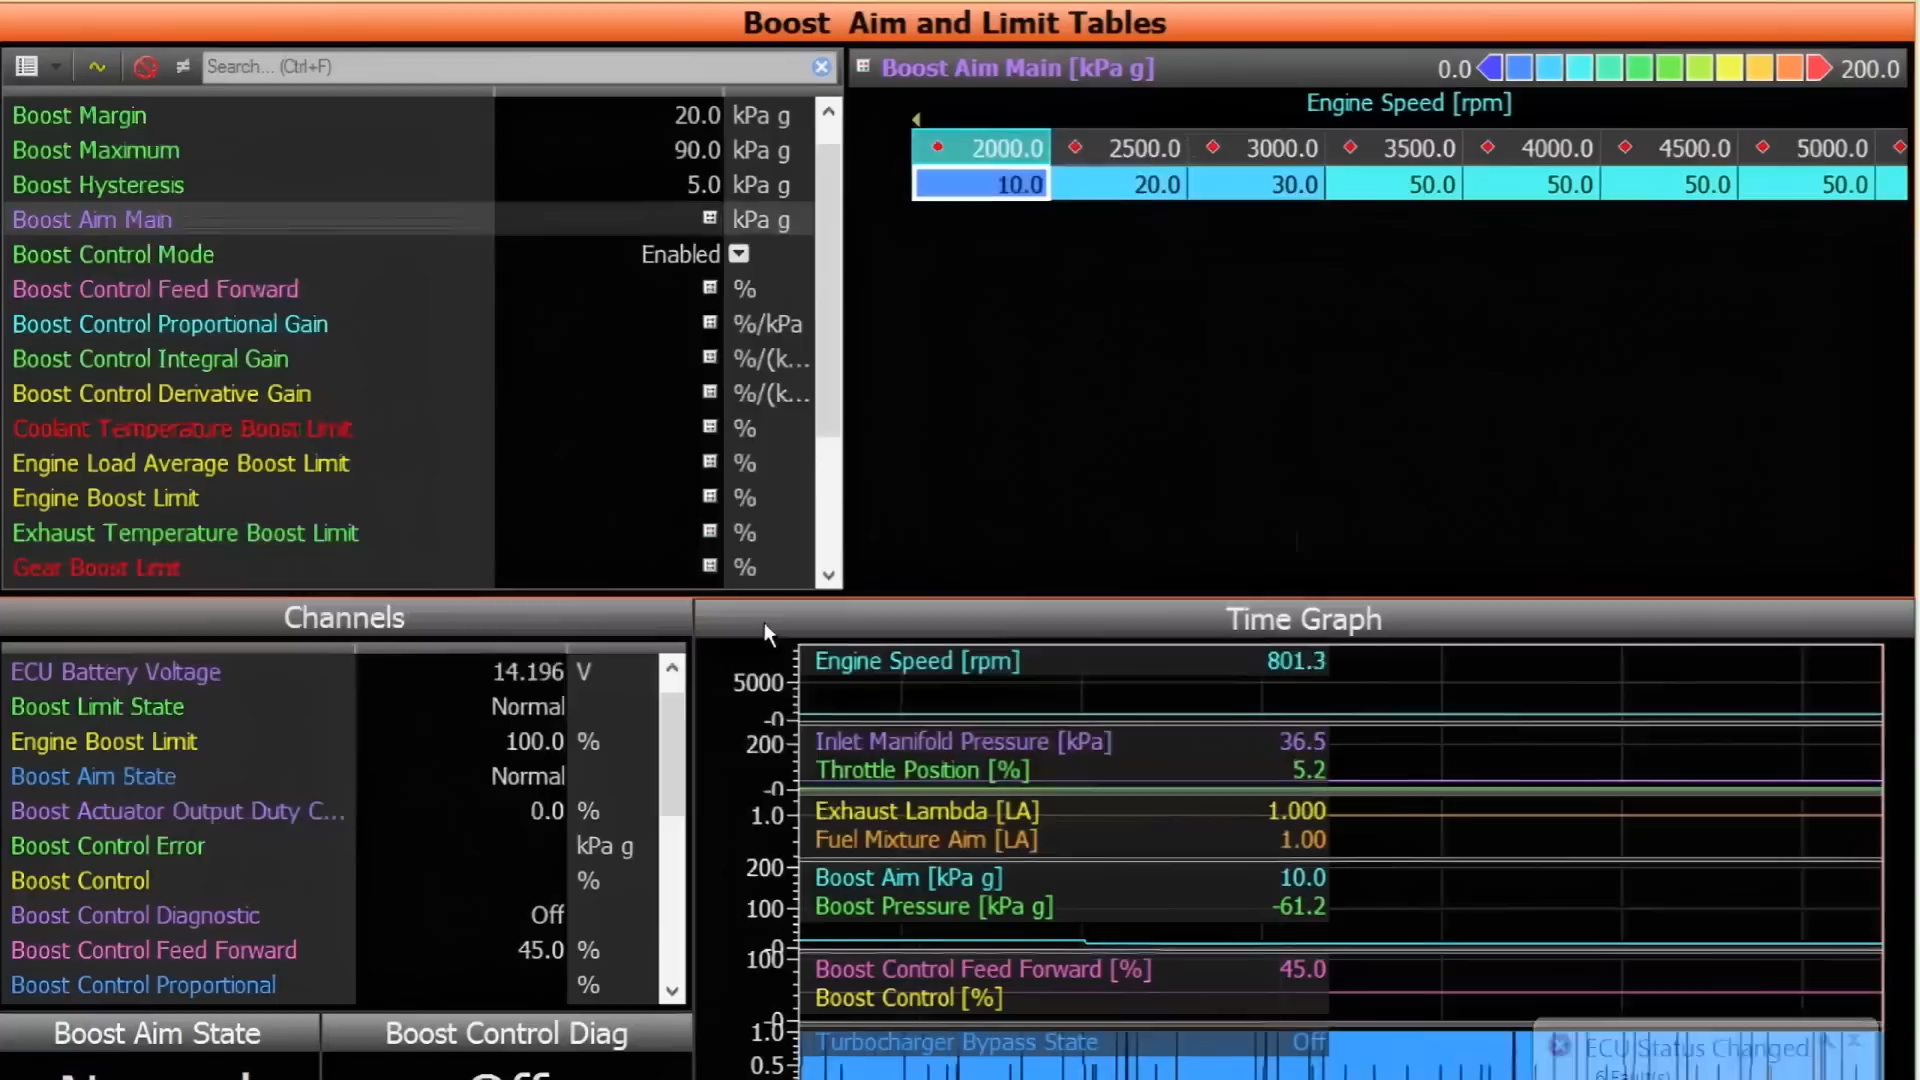 Boost Aim and Limit Tables
Search... (Ctrl+F)
Boost Margin 20.0 kPa g
Boost Maximum 90.0 kPa g
Boost Hysteresis 5.0 kPa g
Boost Aim Main kPa g
Boost Control Mode Enabled
Boost Control Feed Forward %
Boost Control Proportional Gain %/kPa
Boost Control Integral Gain %/(k...
Boost Control Derivative Gain %/(k...
Coolant Temperature Boost Limit %
Engine Load Average Boost Limit %
Engine Boost Limit %
Exhaust Temperature Boost Limit %
Gear Boost Limit %
Boost Aim Main [kPa g] 0.0 200.0
Engine Speed [rpm]
2000.0 2500.0 3000.0 3500.0 4000.0 4500.0 5000.0
10.0 20.0 30.0 50.0 50.0 50.0 50.0
Channels
ECU Battery Voltage 14.196 V
Boost Limit State Normal
Engine Boost Limit 100.0 %
Boost Aim State Normal
Boost Actuator Output Duty C... 0.0 %
Boost Control Error kPa g
Boost Control %
Boost Control Diagnostic Off
Boost Control Feed Forward 45.0 %
Boost Control Proportional %
Boost Aim State
Boost Control Diag
Time Graph
Engine Speed [rpm] 801.3
5000
-0
200
Inlet Manifold Pressure [kPa] 36.5
Throttle Position [%] 5.2
-0
1.0
Exhaust Lambda [LA] 1.000
Fuel Mixture Aim [LA] 1.00
200
Boost Aim [kPa g] 10.0
100
Boost Pressure [kPa g] -61.2
-0
100
Boost Control Feed Forward [%] 45.0
Boost Control [%]
-0
1.0
Turbocharger Bypass State Off
0.5
ECU Status Changed